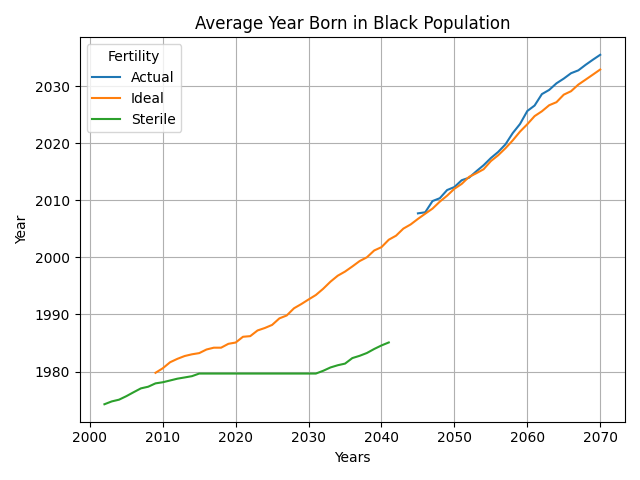 Average Year Born in Black Population
Fertility
Actual
Ideal
Sterile
Year
2030
2020
2010
2000
1990
1980
2000 2010 2020 2030 2040 2050 2060 2070
Years